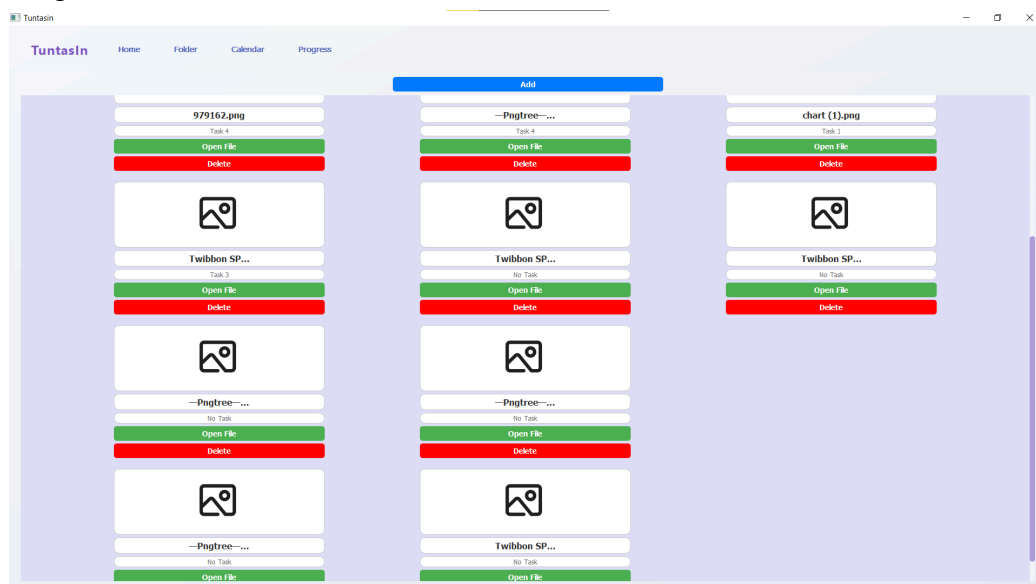 Tuntasin
TuntasIn
Home Folder Calendar Progress
Add
979162.png —Pngtree—... chart (1).png
Task 4 Task 4 Task 1
Open File Open File Open File
Delete Delete Delete
Twibbon SP... Twibbon SP... Twibbon SP...
Task 3 No Task No Task
Open File Open File Open File
Delete Delete Delete
—Pngtree—... —Pngtree—...
No Task No Task
Open File Open File
Delete Delete
—Pngtree—... Twibbon SP...
No Task No Task
Open File Open File